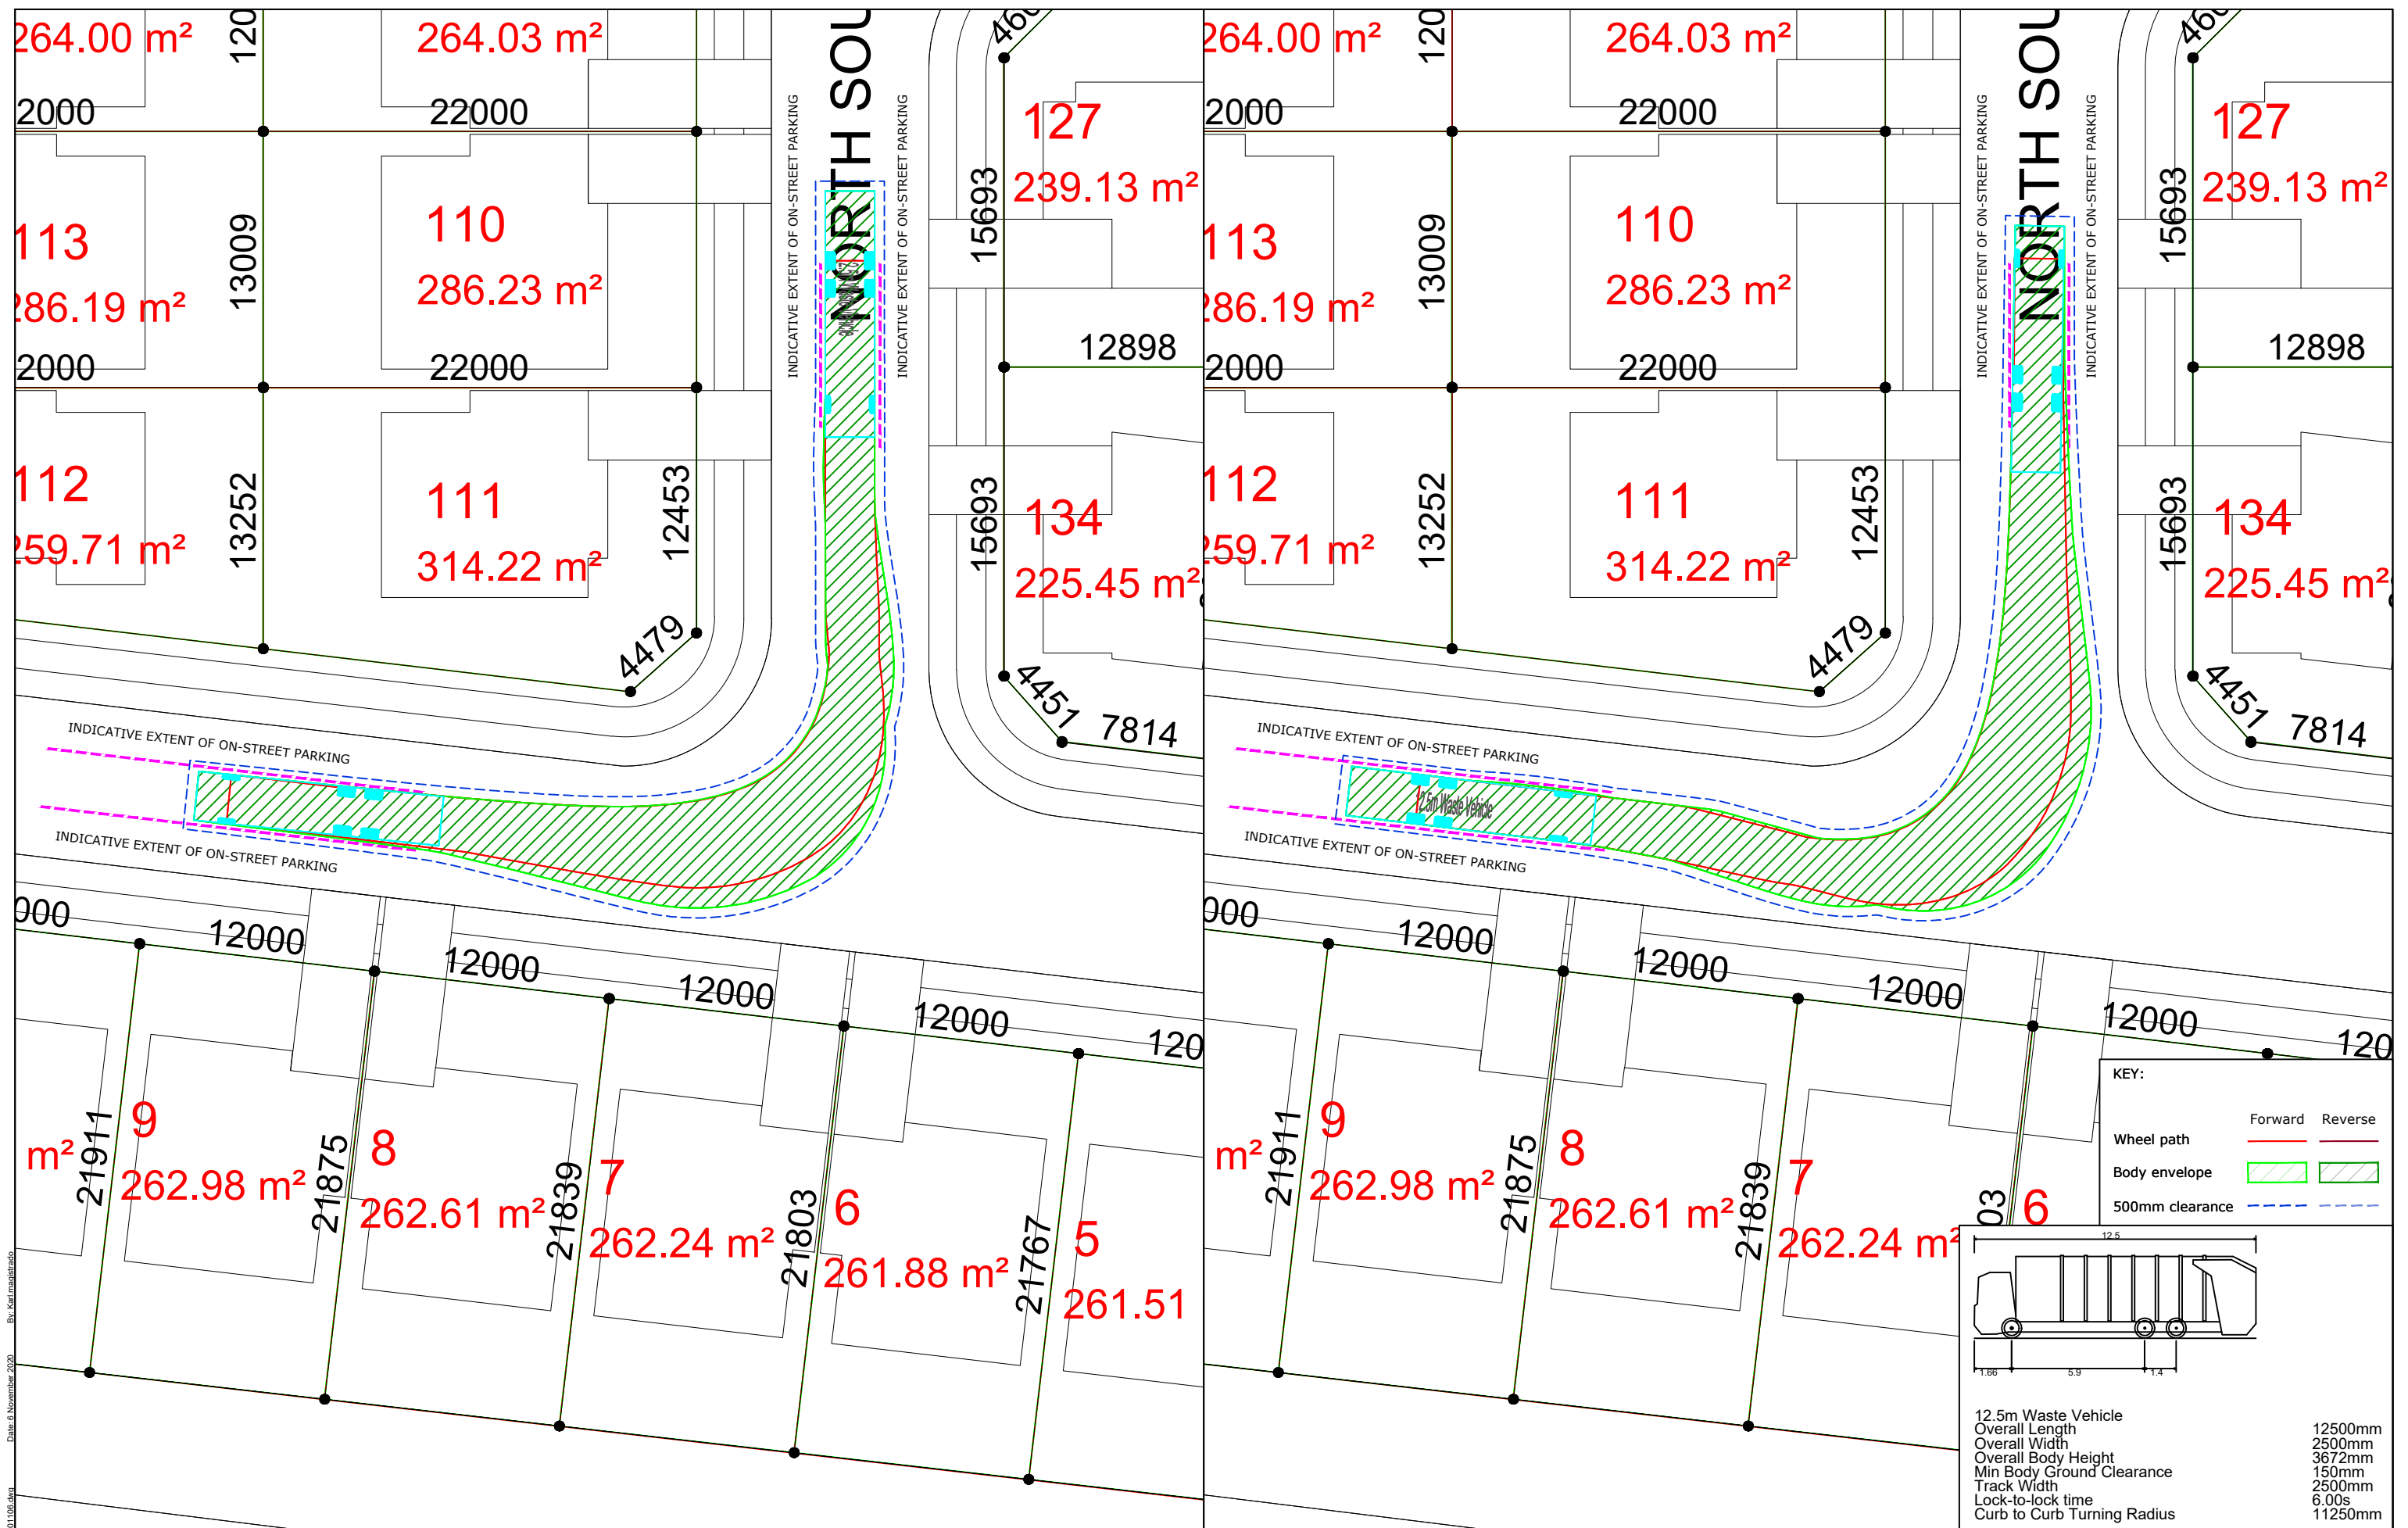 264.00 m²
120
264.03 m²
NORTH SOU
460
2000
22000
INDICATIVE EXTENT OF ON-STREET PARKING
INDICATIVE EXTENT OF ON-STREET PARKING
127
239.13 m²
15693
113
286.19 m²
13009
110
286.23 m²
12898
2000
22000
112
259.71 m²
13252
111
314.22 m²
12453
15693
134
225.45 m²
4479
4451
7814
INDICATIVE EXTENT OF ON-STREET PARKING
INDICATIVE EXTENT OF ON-STREET PARKING
000
12000
12000
12000
12000
120
m²
21911
9
262.98 m²
21875
8
262.61 m²
21839
7
262.24 m²
21803
6
261.88 m²
21767
5
261.51
264.00 m²
120
264.03 m²
NORTH SOU
460
2000
22000
INDICATIVE EXTENT OF ON-STREET PARKING
INDICATIVE EXTENT OF ON-STREET PARKING
127
239.13 m²
15693
113
286.19 m²
13009
110
286.23 m²
12898
2000
22000
112
259.71 m²
13252
111
314.22 m²
12453
15693
134
225.45 m²
4479
4451
7814
INDICATIVE EXTENT OF ON-STREET PARKING
12.5m Waste Vehicle
INDICATIVE EXTENT OF ON-STREET PARKING
000
12000
12000
12000
12000
120
m²
21911
9
262.98 m²
21875
8
262.61 m²
21839
7
262.24 m²
03
6
KEY:
Forward Reverse
Wheel path
Body envelope
500mm clearance
12.5
1.66 5.9 1.4
12.5m Waste Vehicle
Overall Length 12500mm
Overall Width 2500mm
Overall Body Height 3672mm
Min Body Ground Clearance 150mm
Track Width 2500mm
Lock-to-lock time 6.00s
Curb to Curb Turning Radius 11250mm
011106.dwg Date: 6 November 2020 By: Karl.magistrado